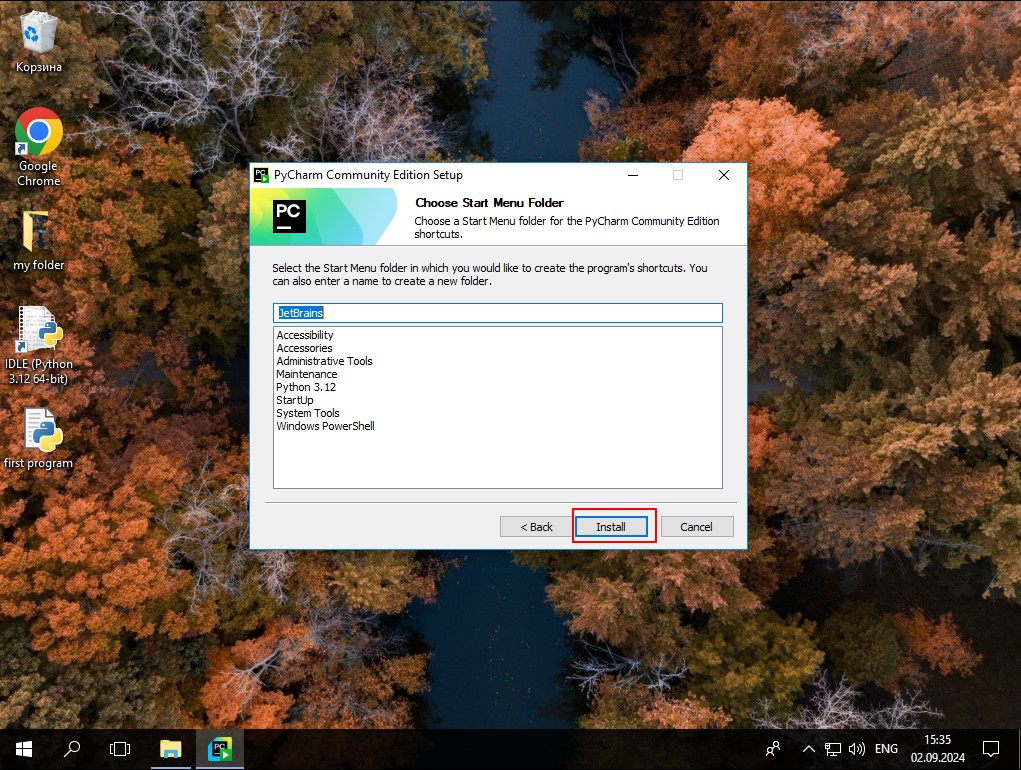 Корзина
Google
Chrome
my folder
IDLE (Python
3.12 64-bit)
first program
PC PyCharm Community Edition Setup
PC
Choose Start Menu Folder
Choose a Start Menu folder for the PyCharm Community Edition
shortcuts.
Select the Start Menu folder in which you would like to create the program's shortcuts. You
can also enter a name to create a new folder.
JetBrains
Accessibility
Accessories
Administrative Tools
Maintenance
Python 3.12
StartUp
System Tools
Windows PowerShell
< Back Install Cancel
PC ENG 15:35
02.09.2024